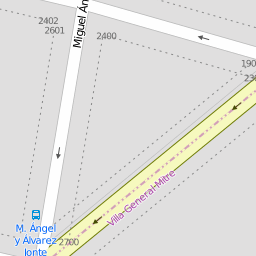 2402
2601
Miguel Án
2400
190
230
Villa General Mitre
M. Ángel
y Álvarez
Jonte
2700